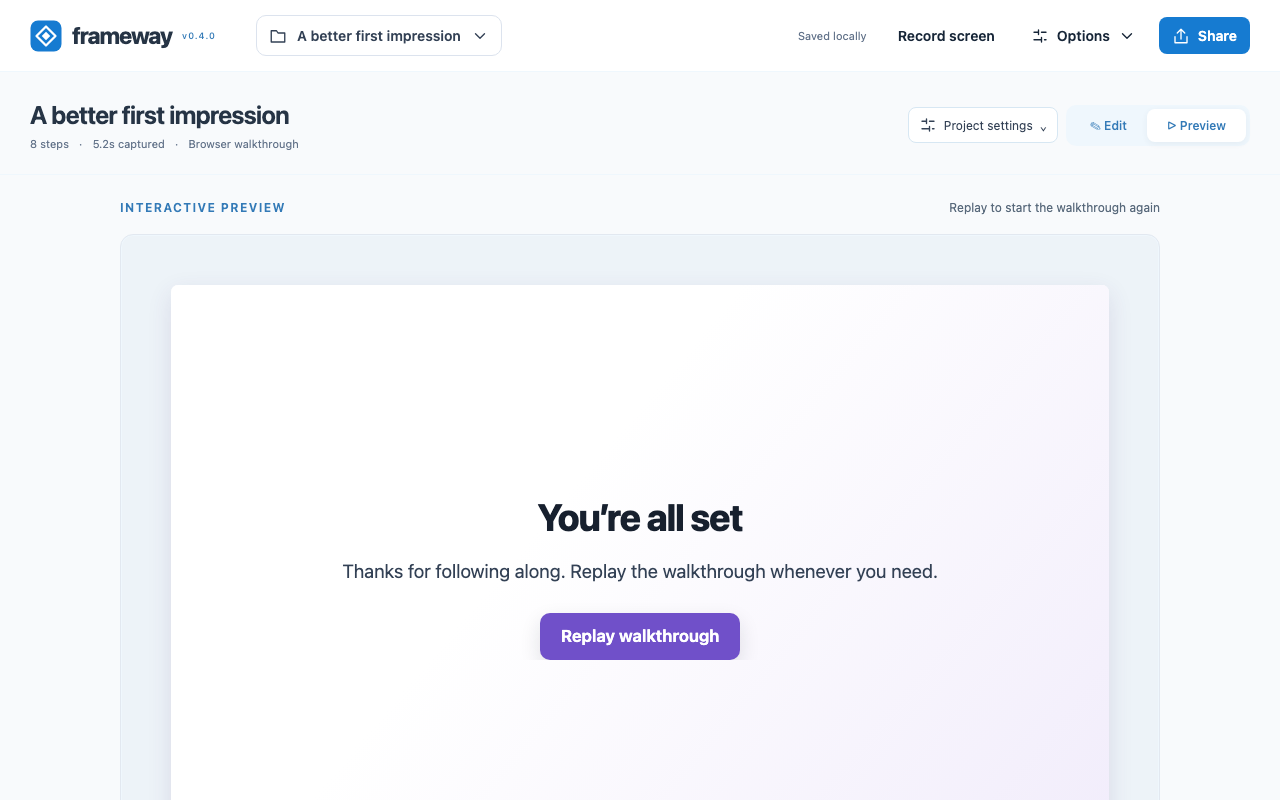 frameway v0.4.0
A better first impression
Saved locally
Record screen
Options
Share
A better first impression
8 steps · 5.2s captured · Browser walkthrough
Project settings
Edit
Preview
INTERACTIVE PREVIEW
Replay to start the walkthrough again
You’re all set
Thanks for following along. Replay the walkthrough whenever you need.
Replay walkthrough